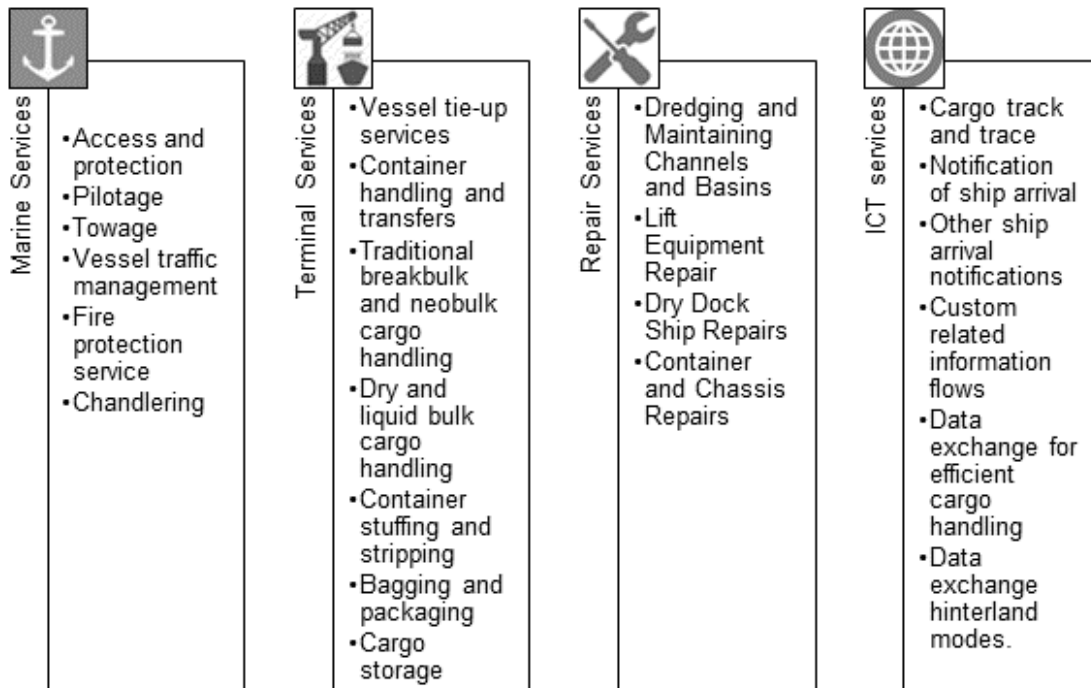 Marine Services
•Access and
protection
•Pilotage
•Towage
•Vessel traffic
management
•Fire
protection
service
•Chandlering
Terminal Services
•Vessel tie-up
services
•Container
handling and
transfers
•Traditional
breakbulk
and neobulk
cargo
handling
•Dry and
liquid bulk
cargo
handling
•Container
stuffing and
stripping
•Bagging and
packaging
•Cargo
storage
Repair Services
•Dredging and
Maintaining
Channels
and Basins
•Lift
Equipment
Repair
•Dry Dock
Ship Repairs
•Container
and Chassis
Repairs
ICT services
•Cargo track
and trace
•Notification
of ship arrival
•Other ship
arrival
notifications
•Custom
related
information
flows
•Data
exchange for
efficient
cargo
handling
•Data
exchange
hinterland
modes.